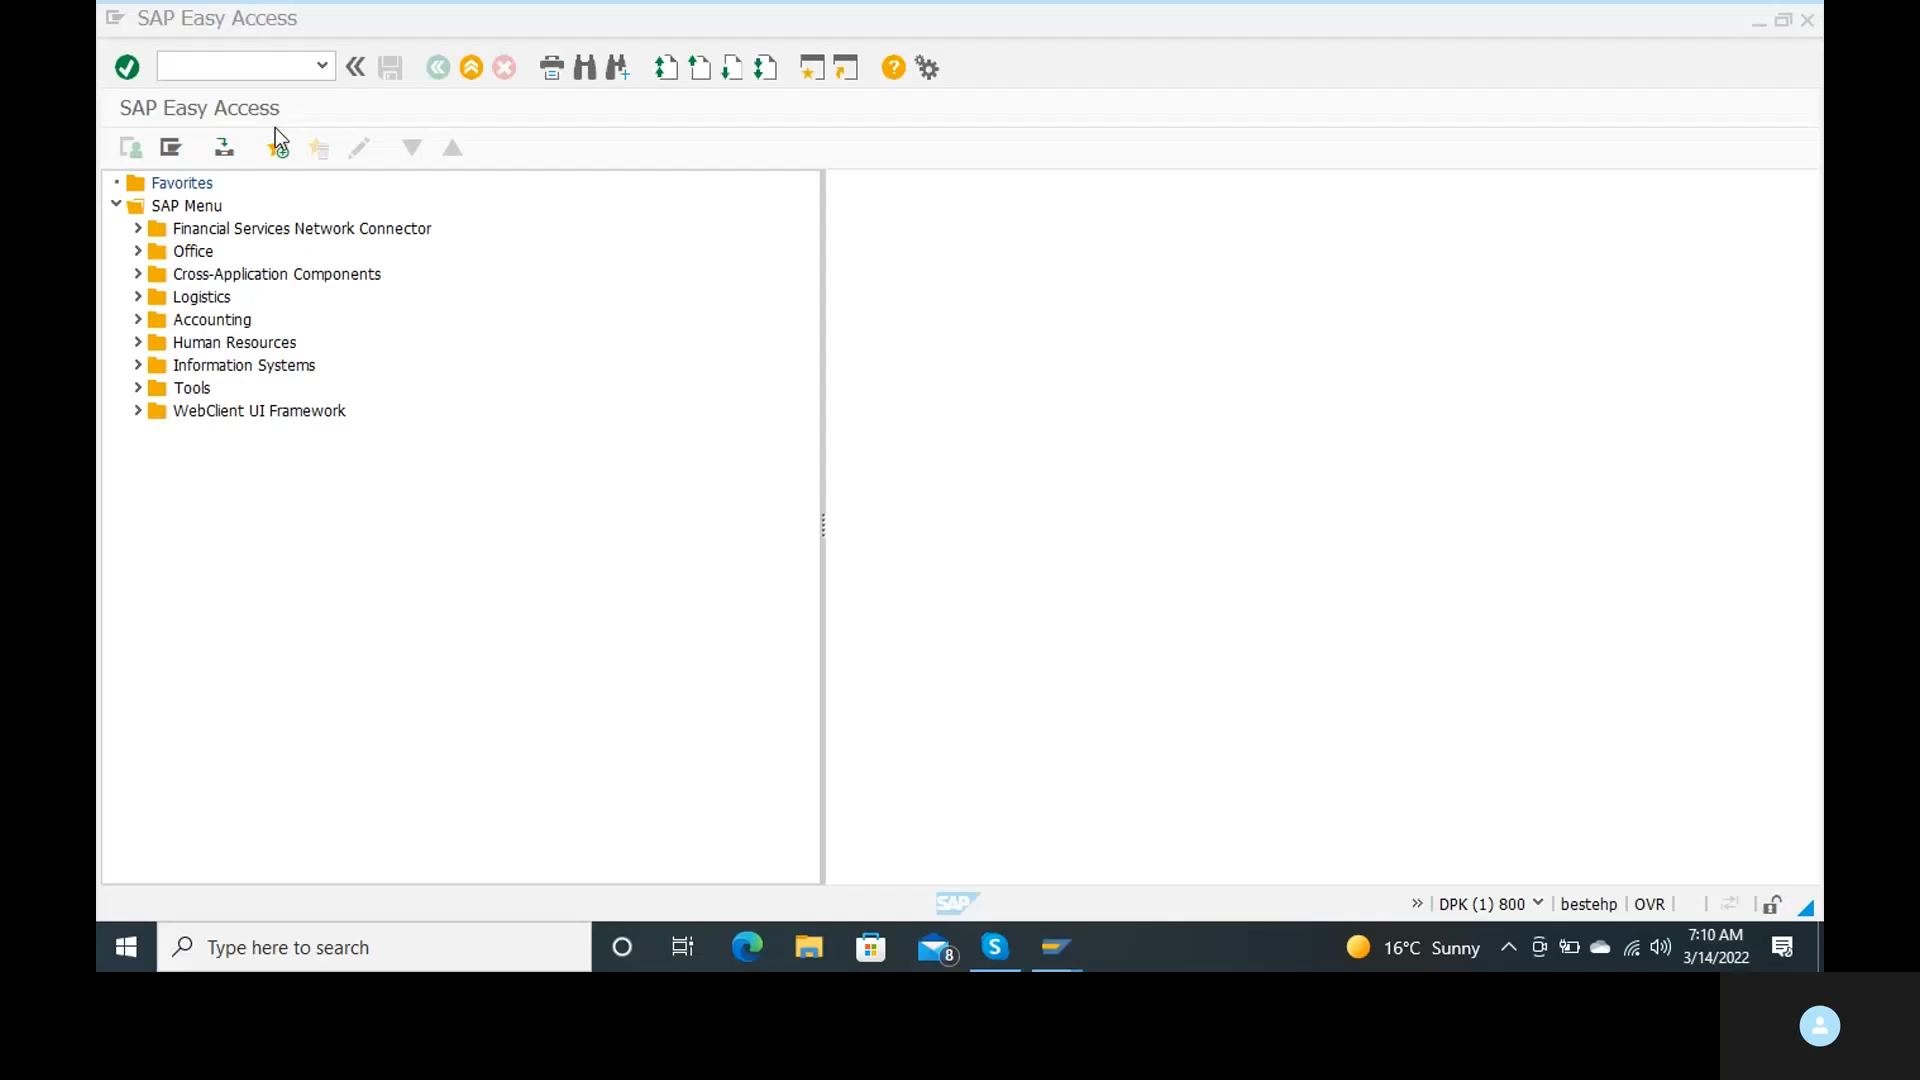 SAP Easy Access
SAP Easy Access
Favorites
SAP Menu
Financial Services Network Connector
Office
Cross-Application Components
Logistics
Accounting
Human Resources
Information Systems
Tools
WebClient UI Framework
SAP
DPK (1) 800
bestehp
OVR
Type here to search
8
S
16°C Sunny
7:10 AM
3/14/2022